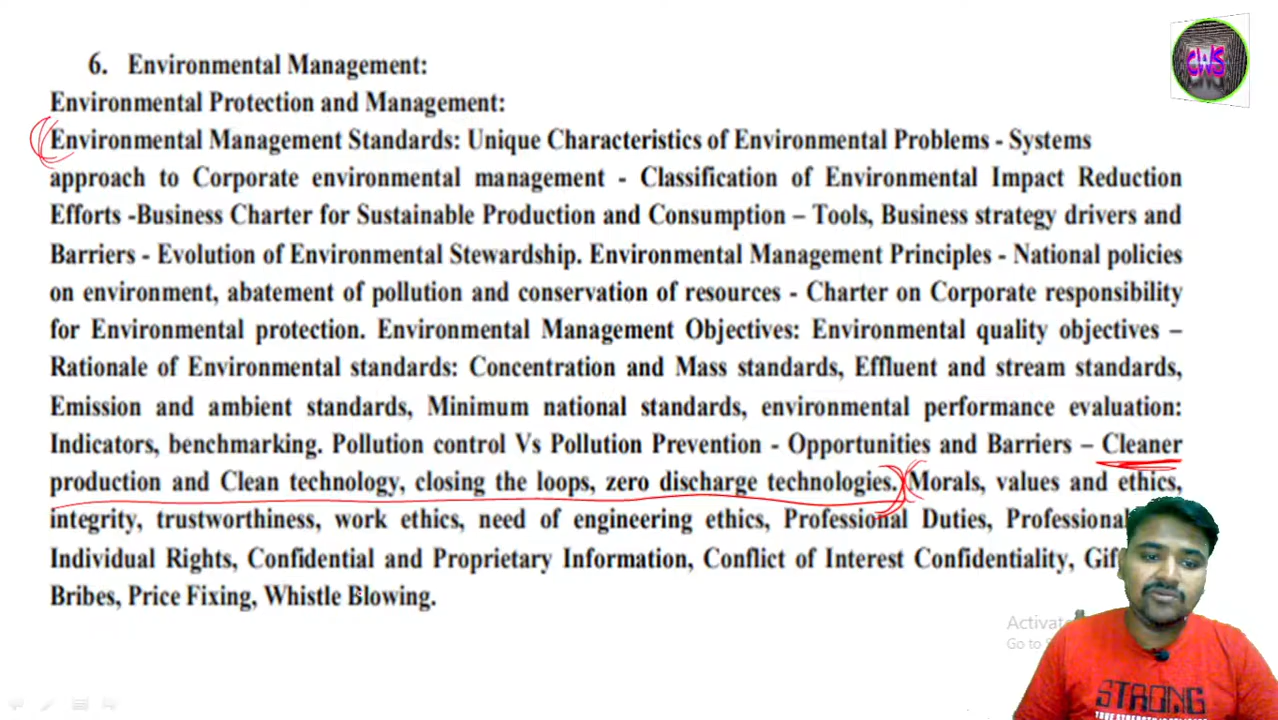 CWS
6. Environmental Management:
Environmental Protection and Management:
Environmental Management Standards: Unique Characteristics of Environmental Problems - Systems
approach to Corporate environmental management - Classification of Environmental Impact Reduction
Efforts -Business Charter for Sustainable Production and Consumption – Tools, Business strategy drivers and
Barriers - Evolution of Environmental Stewardship. Environmental Management Principles - National policies
on environment, abatement of pollution and conservation of resources - Charter on Corporate responsibility
for Environmental protection. Environmental Management Objectives: Environmental quality objectives –
Rationale of Environmental standards: Concentration and Mass standards, Effluent and stream standards,
Emission and ambient standards, Minimum national standards, environmental performance evaluation:
Indicators, benchmarking. Pollution control Vs Pollution Prevention - Opportunities and Barriers – Cleaner
production and Clean technology, closing the loops, zero discharge technologies. Morals, values and ethics,
integrity, trustworthiness, work ethics, need of engineering ethics, Professional Duties, Professional
Individual Rights, Confidential and Proprietary Information, Conflict of Interest Confidentiality,
Bribes, Price Fixing, Whistle Blowing.
Go to
STRONG